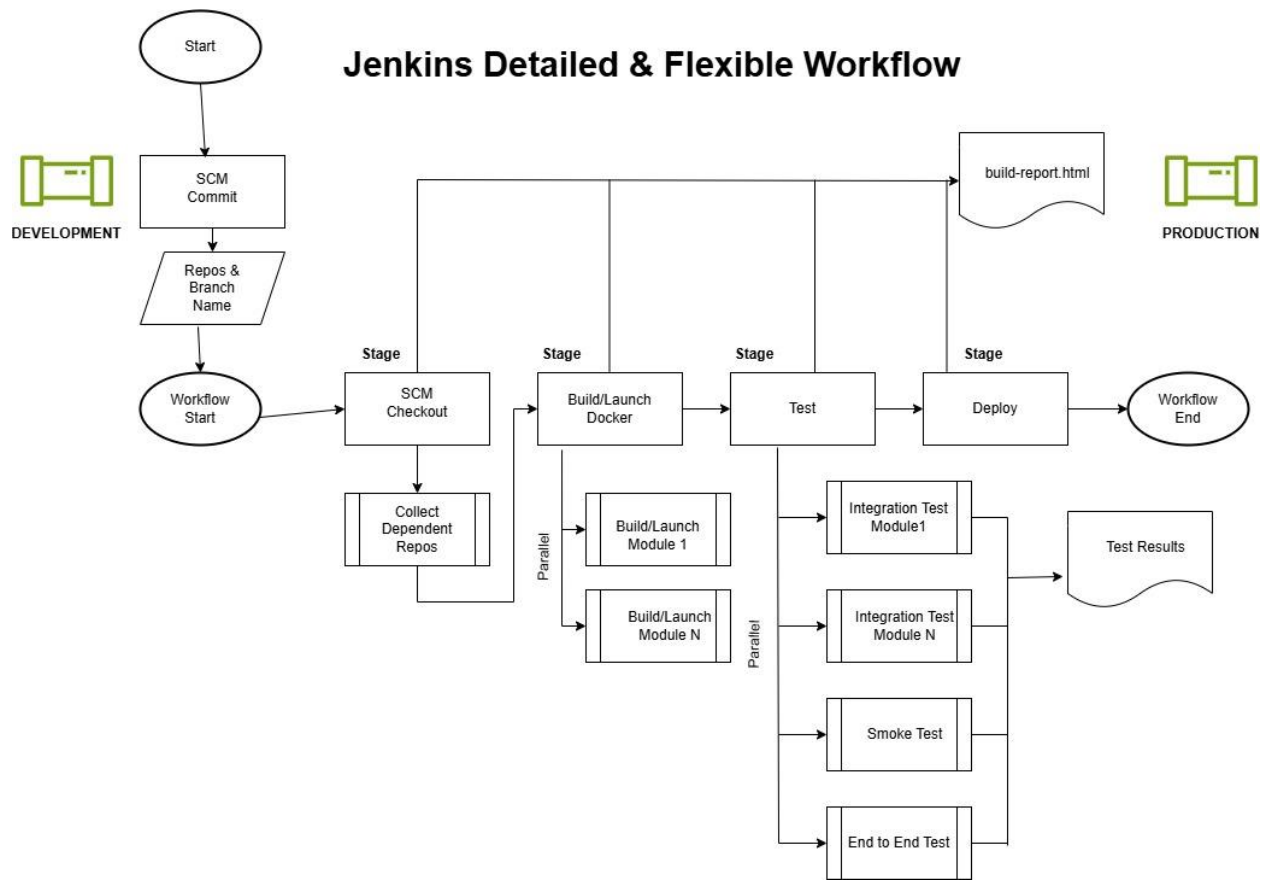 Start
Jenkins Detailed & Flexible Workflow
SCM
Commit
build-report.html
DEVELOPMENT
PRODUCTION
Repos &
Branch
Name
Stage
Stage
Stage
Stage
Workflow
Start
SCM
Checkout
Build/Launch
Docker
Test
Deploy
Workflow
End
Collect
Dependent
Repos
Parallel
Build/Launch
Module 1
Build/Launch
Module N
Parallel
Integration Test
Module1
Integration Test
Module N
Smoke Test
End to End Test
Test Results